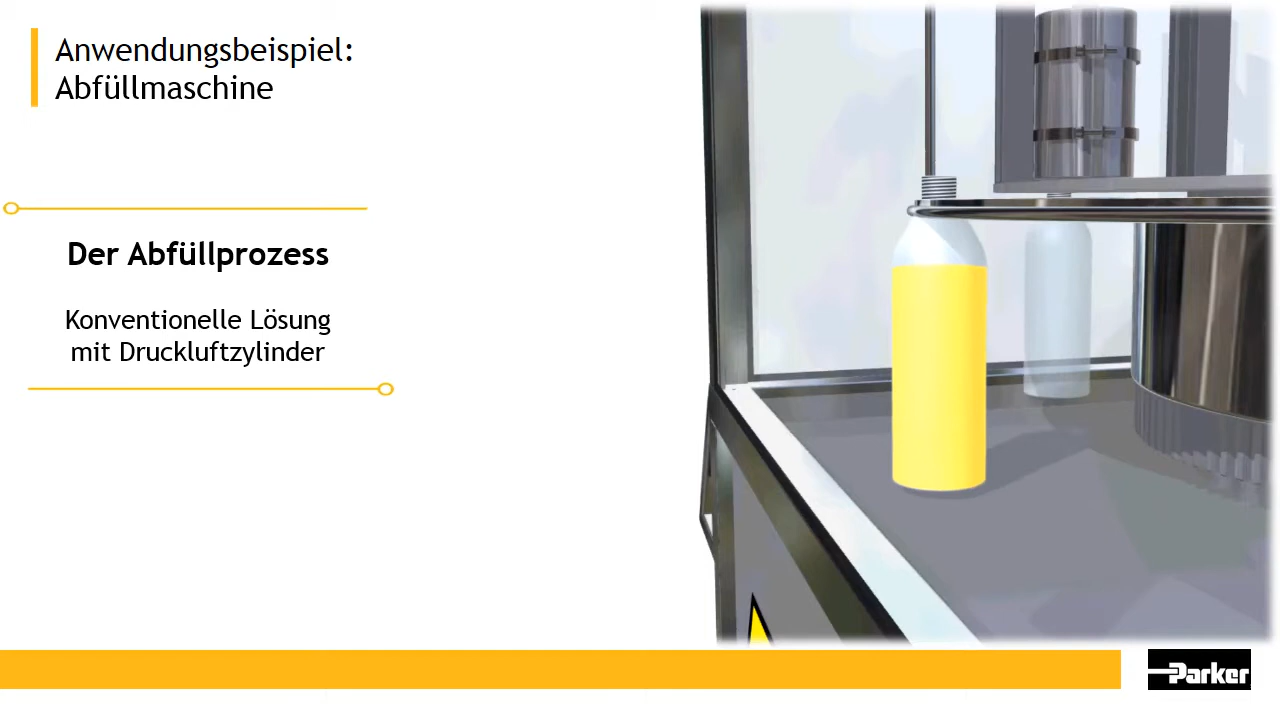 Anwendungsbeispiel:
Abfüllmaschine
Der Abfüllprozess
Konventionelle Lösung
mit Druckluftzylinder
Parker